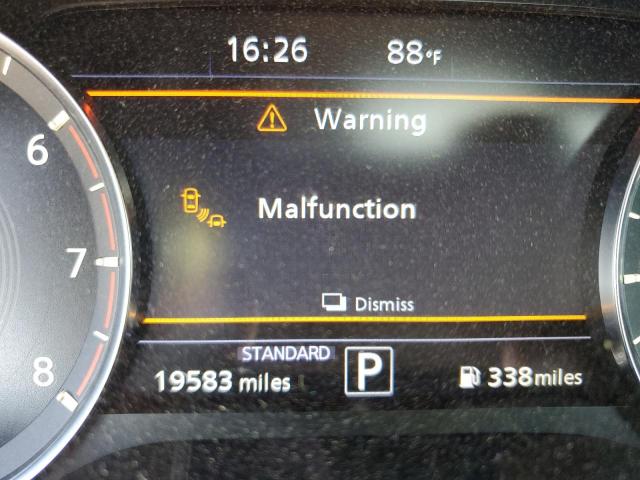 16:26 88°F
Warning
6
Malfunction
7
Dismiss
STANDARD
8
19583 miles P 338miles